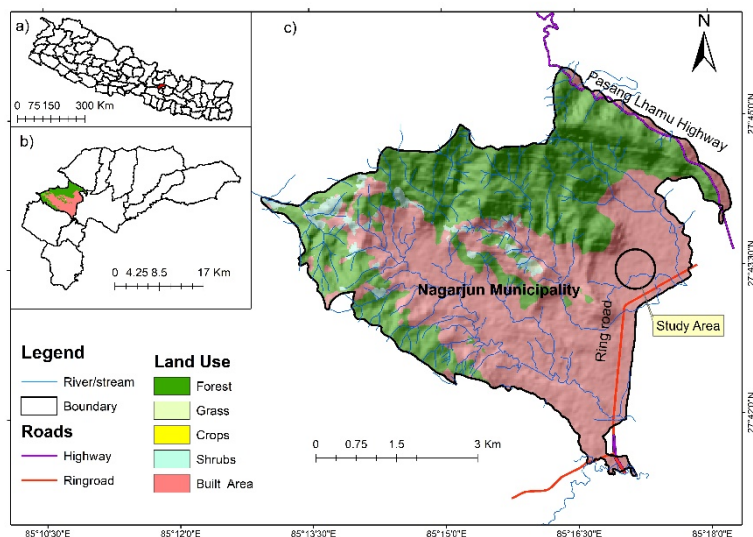 a)
0 75 150 300 Km
b)
0 4.25 8.5 17 Km
c)
N
Pasang Lhamu Highway
Nagarjun Municipality
Ring road
Study Area
0 0.75 1.5 3 Km
Legend
River/stream
Boundary
Roads
Highway
Ringroad
Land Use
Forest
Grass
Crops
Shrubs
Built Area
27°45'0"N
27°43'30"N
27°42'0"N
85°10'30"E 85°12'0"E 85°13'30"E 85°15'0"E 85°16'30"E 85°18'0"E